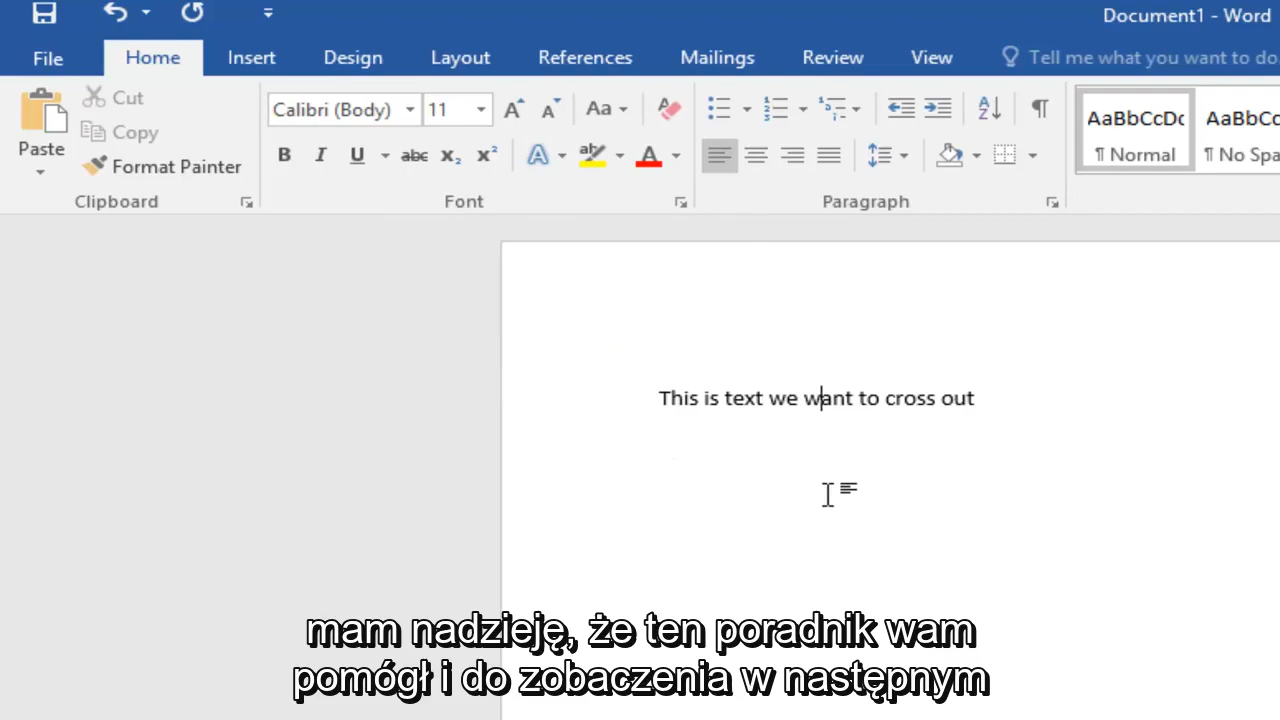 Document1 - Word
File Home Insert Design Layout References Mailings Review View Tell me what you want to do
Cut
Copy
Paste
Format Painter
Clipboard
Calibri (Body) 11
Aa
B I U abc x₂ x²
Font
Paragraph
AaBbCcDc AaBbCc
¶ Normal ¶ No Spa
This is text we want to cross out
mam nadzieję, że ten poradnik wam
pomógł i do zobaczenia w następnym